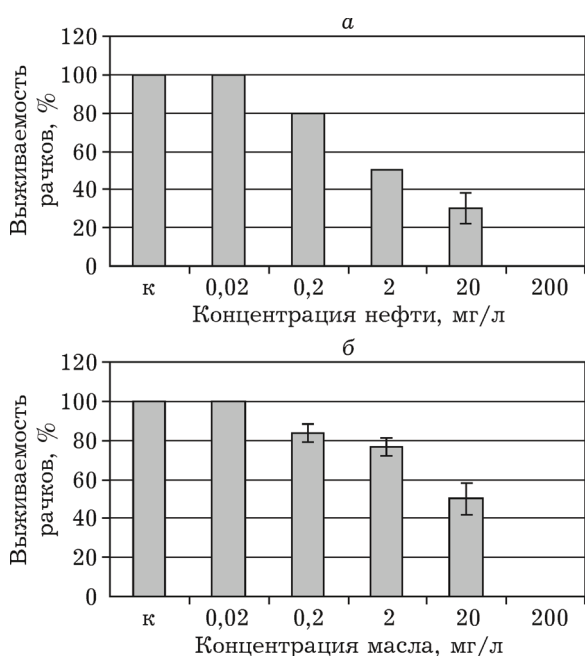 а
Выживаемость
рачков, %
120
100
80
60
40
20
0
к 0,02 0,2 2 20 200
Концентрация нефти, мг/л
б
Выживаемость
рачков, %
120
100
80
60
40
20
0
к 0,02 0,2 2 20 200
Концентрация масла, мг/л